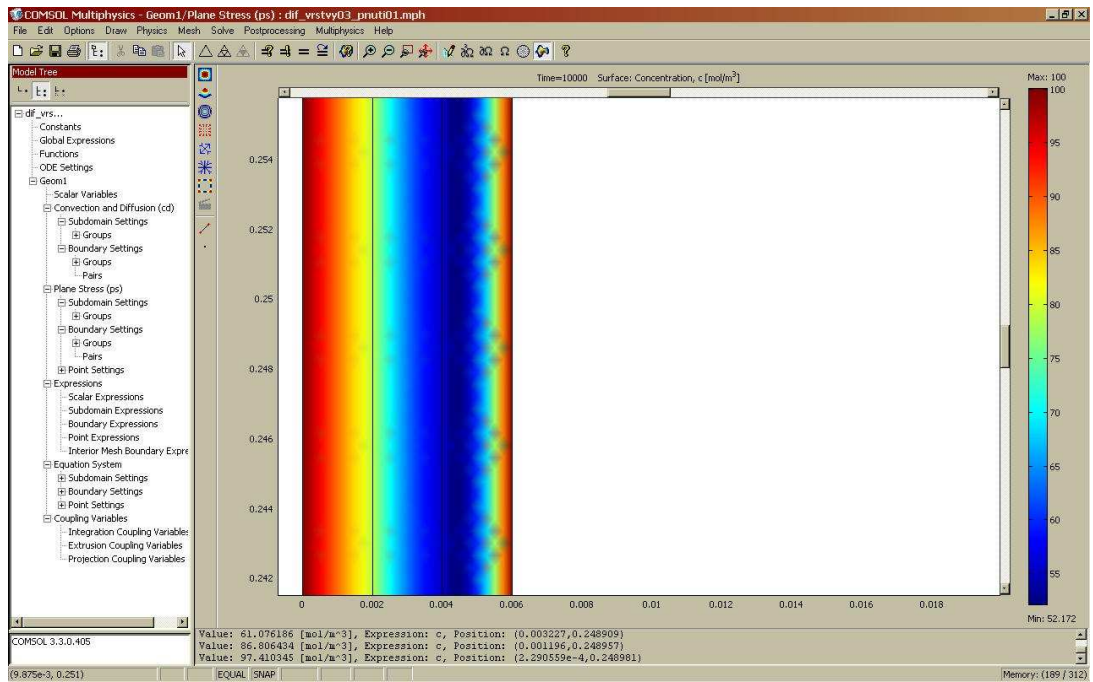 COMSOL Multiphysics - Geom1/Plane Stress (ps) : dif_vrstvy03_pnuti01.mph
File Edit Options Draw Physics Mesh Solve Postprocessing Multiphysics Help
Model Tree
dif_vrs...
Constants
Global Expressions
Functions
ODE Settings
Geom1
Scalar Variables
Convection and Diffusion (cd)
Subdomain Settings
Groups
Boundary Settings
Groups
Pairs
Plane Stress (ps)
Subdomain Settings
Groups
Boundary Settings
Groups
Pairs
Point Settings
Expressions
Scalar Expressions
Subdomain Expressions
Boundary Expressions
Point Expressions
Interior Mesh Boundary Expre
Equation System
Subdomain Settings
Boundary Settings
Point Settings
Coupling Variables
Integration Coupling Variables
Extrusion Coupling Variables
Projection Coupling Variables
COMSOL 3.3.0.405
Time=10000 Surface: Concentration, c [mol/m³]
0.254
0.252
0.25
0.248
0.246
0.244
0.242
0 0.002 0.004 0.006 0.008 0.01 0.012 0.014 0.016 0.018
Max: 100
100
95
90
85
80
75
70
65
60
55
Min: 52.172
Value: 61.076186 [mol/m^3], Expression: c, Position: (0.003227,0.248909)
Value: 86.806434 [mol/m^3], Expression: c, Position: (0.001196,0.248957)
Value: 97.410345 [mol/m^3], Expression: c, Position: (2.290559e-4,0.248981)
(9.875e-3, 0.251) EQUAL SNAP Memory: (189 / 312)